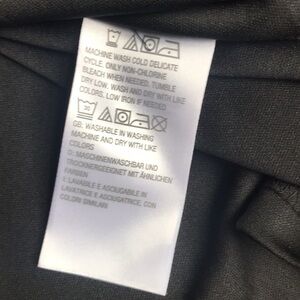 MACHINE WASH COLD DELICATE
CYCLE. ONLY NON-CHLORINE
BLEACH WHEN NEEDED. TUMBLE
DRY LOW. WASH AND DRY WITH LIKE
COLORS, LOW IRON IF NEEDED
GB: WASHABLE IN WASHING
MACHINE AND DRY WITH LIKE
COLORS
G: MASCHINENWASCHBAR UND
TROCKNERGEEIGNET MIT ÄHNLICHEN
FARBEN
E LAVABILE E ASCIUGABILE IN
LAVATRICE E ASCIUGATRICE, CON
COLORI SIMILARI